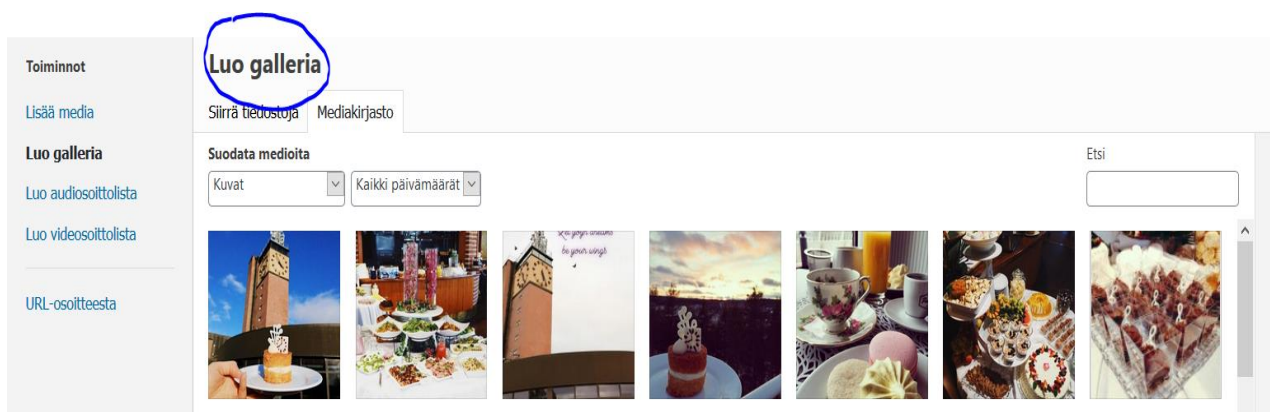 Toiminnot
Lisää media
Luo galleria
Luo audiosoittolista
Luo videosoittolista
URL-osoitteesta
Luo galleria
Siirrä tiedostoja Mediakirjasto
Suodata medioita
Kuvat Kaikki päivämäärät
Etsi
be your wings